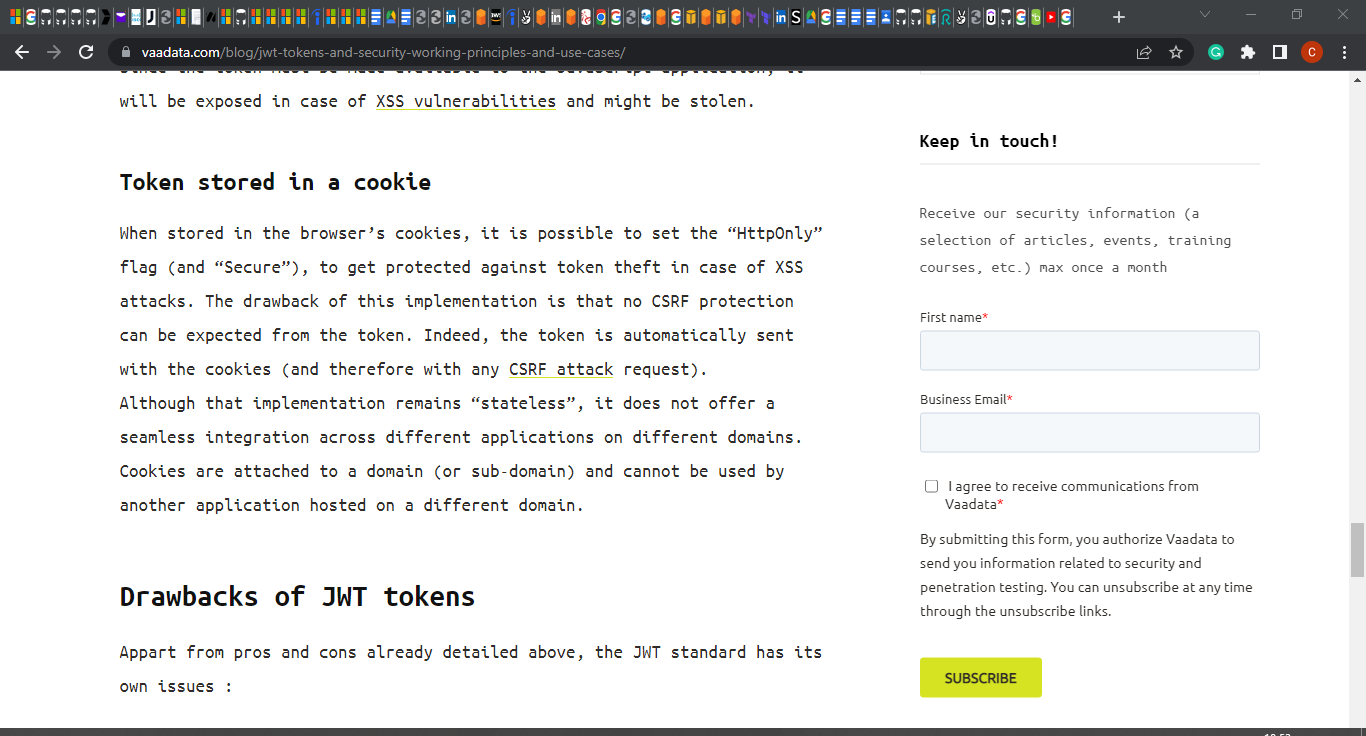 vaadata.com/blog/jwt-tokens-and-security-working-principles-and-use-cases/
C
will be exposed in case of XSS vulnerabilities and might be stolen.
Token stored in a cookie
When stored in the browser’s cookies, it is possible to set the “HttpOnly”
flag (and “Secure”), to get protected against token theft in case of XSS
attacks. The drawback of this implementation is that no CSRF protection
can be expected from the token. Indeed, the token is automatically sent
with the cookies (and therefore with any CSRF attack request).
Although that implementation remains “stateless”, it does not offer a
seamless integration across different applications on different domains.
Cookies are attached to a domain (or sub-domain) and cannot be used by
another application hosted on a different domain.
Drawbacks of JWT tokens
Appart from pros and cons already detailed above, the JWT standard has its
own issues :
Keep in touch!
Receive our security information (a
selection of articles, events, training
courses, etc.) max once a month
First name*
Business Email*
I agree to receive communications from
Vaadata*
By submitting this form, you authorize Vaadata to
send you information related to security and
penetration testing. You can unsubscribe at any time
through the unsubscribe links.
SUBSCRIBE